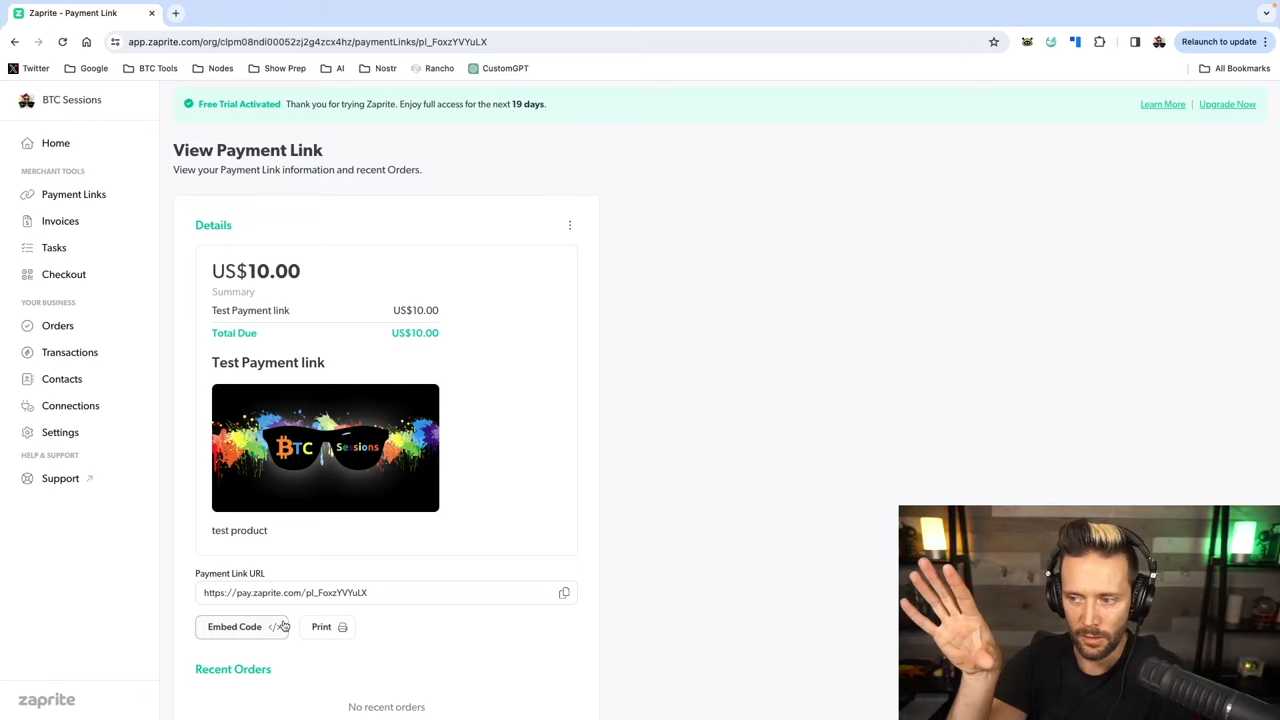 Zaprite - Payment Link
app.zaprite.com/org/clpm08ndi00052zj2g4zcx4hz/paymentLinks/pl_FoxzYVYuLX
Relaunch to update
Twitter Google BTC Tools Nodes Show Prep AI Nostr Rancho CustomGPT All Bookmarks
BTC Sessions
Free Trial Activated Thank you for trying Zaprite. Enjoy full access for the next 19 days. Learn More | Upgrade Now
Home
MERCHANT TOOLS
Payment Links
Invoices
Tasks
Checkout
YOUR BUSINESS
Orders
Transactions
Contacts
Connections
Settings
HELP & SUPPORT
Support
zaprite
View Payment Link
View your Payment Link information and recent Orders.
Details
US$10.00
Summary
Test Payment link US$10.00
Total Due US$10.00
Test Payment link
BTC Sessions
test product
Payment Link URL
https://pay.zaprite.com/pl_FoxzYVYuLX
Embed Code Print
Recent Orders
No recent orders